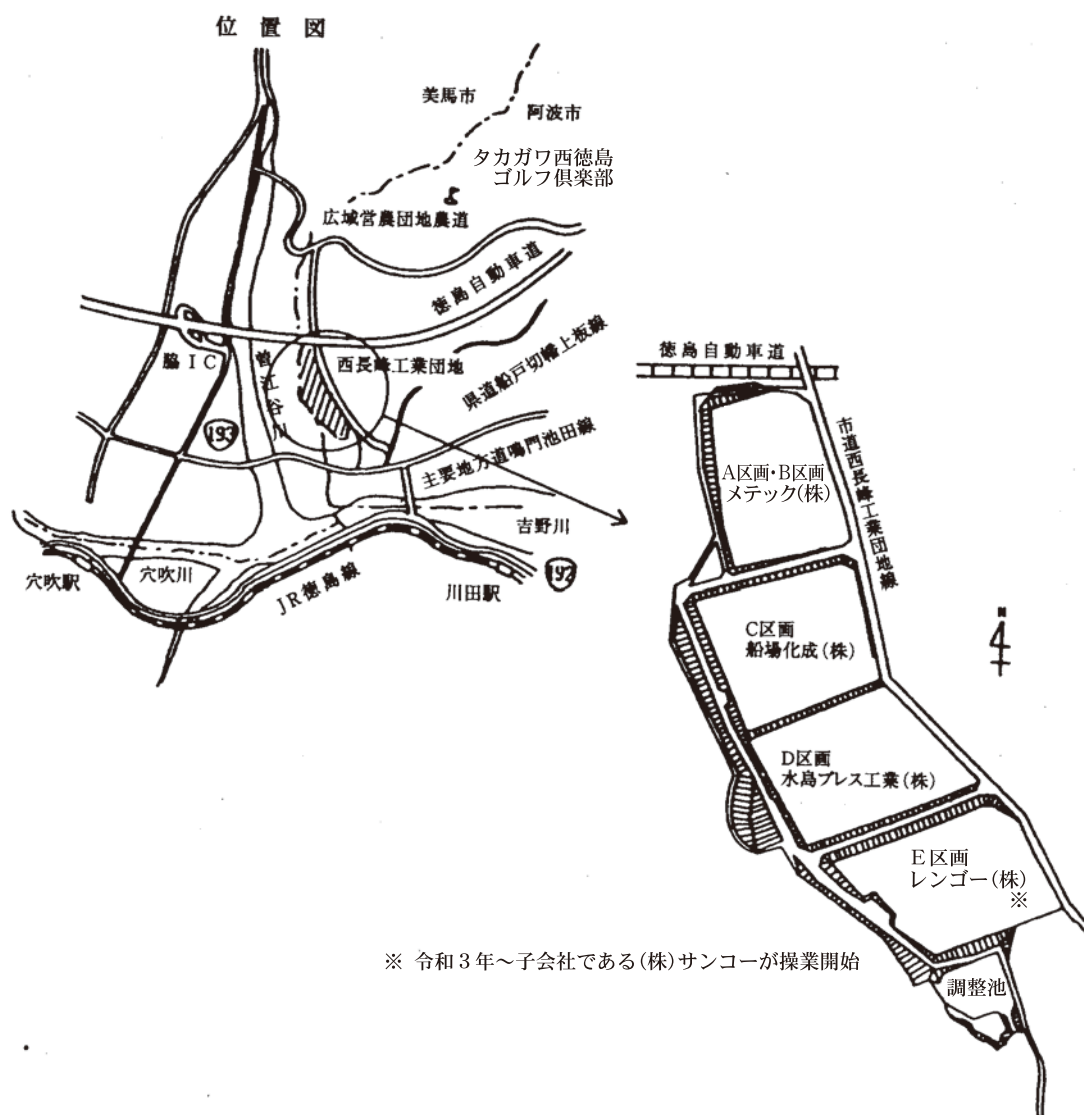 位置図
美馬市
阿波市
タカガワ西徳島
ゴルフ倶楽部
広域営農団地農道
徳島自動車道
脇IC
曽江谷川
西長峰工業団地
県道船戸切幡上板線
193
主要地方道鳴門池田線
吉野川
穴吹駅
穴吹川
JR徳島線
川田駅
192
徳島自動車道
市道西長峰工業団地線
A区画・B区画
メテック(株)
C区画
船場化成(株)
N
D区画
水島プレス工業(株)
E区画
レンゴー(株)
※
※ 令和3年～子会社である(株)サンコーが操業開始
調整池